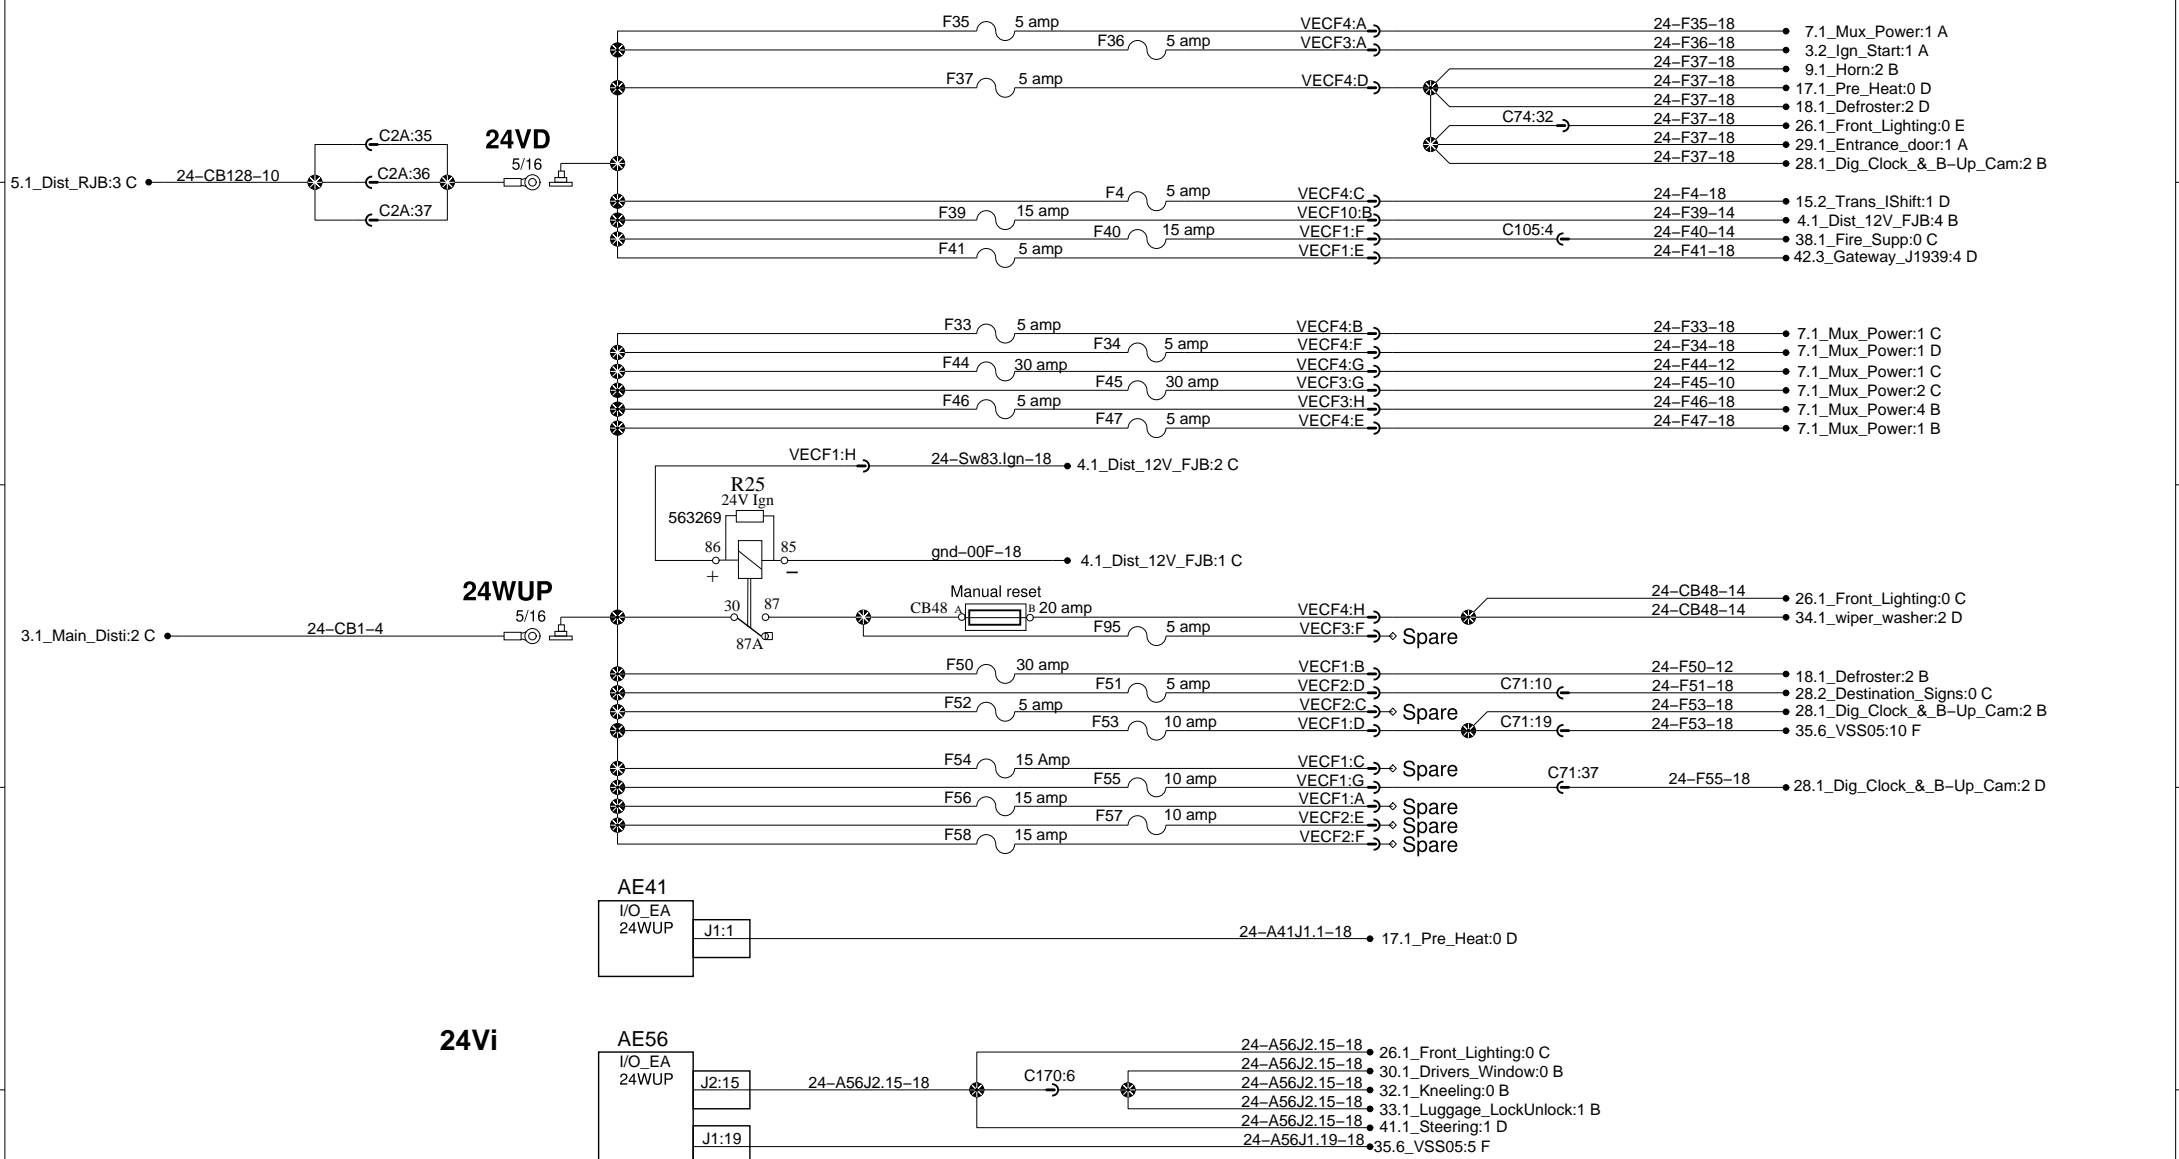 F35 5 amp VECF4:A 24–F35–18 7.1_Mux_Power:1 A
F36 5 amp VECF3:A 24–F36–18 3.2_Ign_Start:1 A
24–F37–18 9.1_Horn:2 B
F37 5 amp VECF4:D 24–F37–18 17.1_Pre_Heat:0 D
24–F37–18 18.1_Defroster:2 D
C74:32 24–F37–18 26.1_Front_Lighting:0 E
24–F37–18 29.1_Entrance_door:1 A
24–F37–18 28.1_Dig_Clock_&_B–Up_Cam:2 B
C2A:35
24VD
5/16
5.1_Dist_RJB:3 C 24–CB128–10 C2A:36
C2A:37
F4 5 amp VECF4:C 24–F4–18 15.2_Trans_IShift:1 D
F39 15 amp VECF10:B 24–F39–14 4.1_Dist_12V_FJB:4 B
F40 15 amp VECF1:F C105:4 24–F40–14 38.1_Fire_Supp:0 C
F41 5 amp VECF1:E 24–F41–18 42.3_Gateway_J1939:4 D
F33 5 amp VECF4:B 24–F33–18 7.1_Mux_Power:1 C
F34 5 amp VECF4:F 24–F34–18 7.1_Mux_Power:1 D
F44 30 amp VECF4:G 24–F44–12 7.1_Mux_Power:1 C
F45 30 amp VECF3:G 24–F45–10 7.1_Mux_Power:2 C
F46 5 amp VECF3:H 24–F46–18 7.1_Mux_Power:4 B
F47 5 amp VECF4:E 24–F47–18 7.1_Mux_Power:1 B
VECF1:H 24–Sw83.Ign–18 4.1_Dist_12V_FJB:2 C
R25
24V Ign
563269
86 85 gnd–00F–18 4.1_Dist_12V_FJB:1 C
+ –
24WUP
5/16
Manual reset
24–CB48–14 26.1_Front_Lighting:0 C
30 87 CB48 A B 20 amp VECF4:H 24–CB48–14 34.1_wiper_washer:2 D
3.1_Main_Disti:2 C 24–CB1–4 87A F95 5 amp VECF3:F Spare
F50 30 amp VECF1:B 24–F50–12 18.1_Defroster:2 B
F51 5 amp VECF2:D C71:10 24–F51–18 28.2_Destination_Signs:0 C
F52 5 amp VECF2:C Spare 24–F53–18 28.1_Dig_Clock_&_B–Up_Cam:2 B
F53 10 amp VECF1:D C71:19 24–F53–18 35.6_VSS05:10 F
F54 15 Amp VECF1:C Spare
F55 10 amp VECF1:G C71:37 24–F55–18 28.1_Dig_Clock_&_B–Up_Cam:2 D
F56 15 amp VECF1:A Spare
F57 10 amp VECF2:E Spare
F58 15 amp VECF2:F Spare
AE41
I/O_EA
24WUP
J1:1 24–A41J1.1–18 17.1_Pre_Heat:0 D
24Vi
AE56
I/O_EA
24WUP
24–A56J2.15–18 26.1_Front_Lighting:0 C
24–A56J2.15–18 30.1_Drivers_Window:0 B
J2:15 24–A56J2.15–18 C170:6 24–A56J2.15–18 32.1_Kneeling:0 B
24–A56J2.15–18 33.1_Luggage_LockUnlock:1 B
24–A56J2.15–18 41.1_Steering:1 D
J1:19 24–A56J1.19–18 35.6_VSS05:5 F